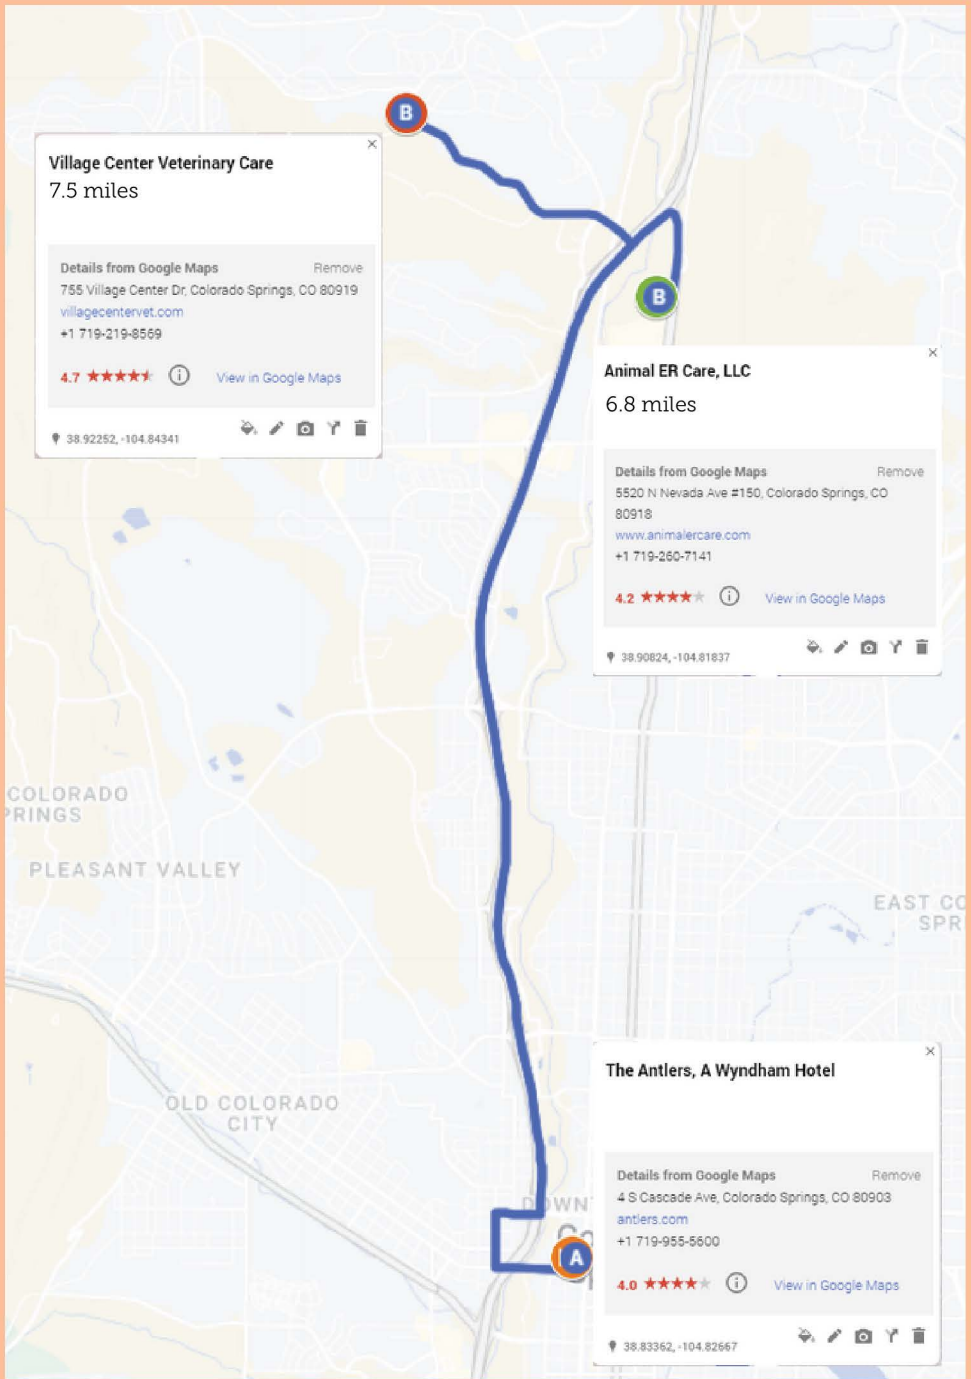 B
Village Center Veterinary Care
7.5 miles
Details from Google Maps Remove
755 Village Center Dr, Colorado Springs, CO 80919
villagecentervet.com
+1 719-219-8569
4.7
View in Google Maps
38.92252, -104.84341
B
Animal ER Care, LLC
6.8 miles
Details from Google Maps Remove
5520 N Nevada Ave #150, Colorado Springs, CO
80918
www.animalercare.com
+1 719-260-7141
4.2
View in Google Maps
38.90824, -104.81837
COLORADO
PRINGS
PLEASANT VALLEY
EAST CO
SPR
OLD COLORADO
CITY
DOWN
Co
A
The Antlers, A Wyndham Hotel
Details from Google Maps Remove
4 S Cascade Ave, Colorado Springs, CO 80903
antlers.com
+1 719-955-5600
4.0
View in Google Maps
38.83362, -104.82667